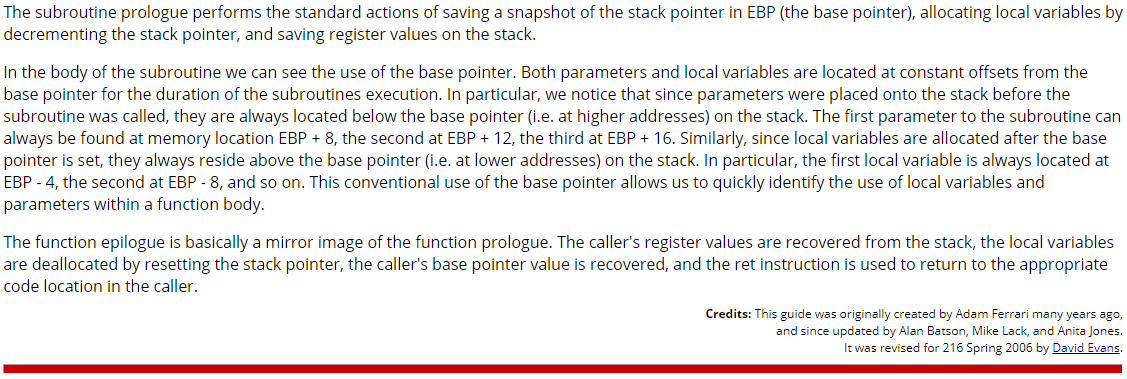 The subroutine prologue performs the standard actions of saving a snapshot of the stack pointer in EBP (the base pointer), allocating local variables by
decrementing the stack pointer, and saving register values on the stack.
In the body of the subroutine we can see the use of the base pointer. Both parameters and local variables are located at constant offsets from the
base pointer for the duration of the subroutines execution. In particular, we notice that since parameters were placed onto the stack before the
subroutine was called, they are always located below the base pointer (i.e. at higher addresses) on the stack. The first parameter to the subroutine can
always be found at memory location EBP + 8, the second at EBP + 12, the third at EBP + 16. Similarly, since local variables are allocated after the base
pointer is set, they always reside above the base pointer (i.e. at lower addresses) on the stack. In particular, the first local variable is always located at
EBP - 4, the second at EBP - 8, and so on. This conventional use of the base pointer allows us to quickly identify the use of local variables and
parameters within a function body.
The function epilogue is basically a mirror image of the function prologue. The caller's register values are recovered from the stack, the local variables
are deallocated by resetting the stack pointer, the caller's base pointer value is recovered, and the ret instruction is used to return to the appropriate
code location in the caller.
Credits: This guide was originally created by Adam Ferrari many years ago,
and since updated by Alan Batson, Mike Lack, and Anita Jones.
It was revised for 216 Spring 2006 by David Evans.